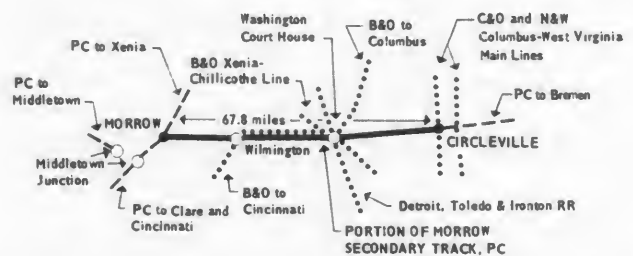 Washington
Court House
B&O to
Columbus
C&O and N&W
Columbus-West Virginia
Main Lines
PC to Xenia
B&O Xenia-
Chillicothe Line
PC to
Middletown
PC to Bremen
67.8 miles
MORROW
CIRCLEVILLE
Wilmington
Middletown
Junction
B&O to
Cincinnati
PC to Clare and
Cincinnati
Detroit, Toledo & Ironton RR
PORTION OF MORROW
SECONDARY TRACK, PC